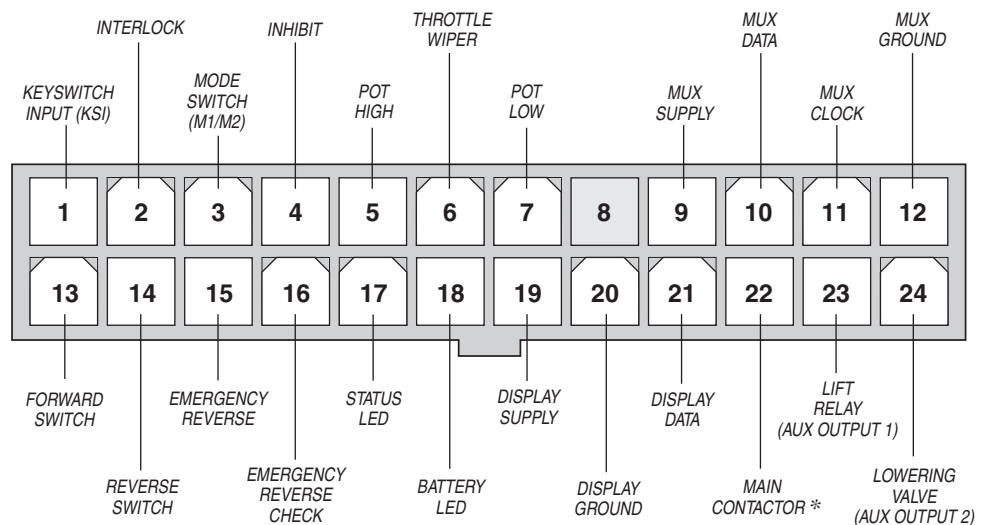 INTERLOCK
INHIBIT
THROTTLE
WIPER
MUX
DATA
MUX
GROUND
KEYSWITCH
INPUT (KSI)
MODE
SWITCH
(M1/M2)
POT
HIGH
POT
LOW
MUX
SUPPLY
MUX
CLOCK
1 2 3 4 5 6 7 8 9 10 11 12
13 14 15 16 17 18 19 20 21 22 23 24
FORWARD
SWITCH
EMERGENCY
REVERSE
STATUS
LED
DISPLAY
SUPPLY
DISPLAY
DATA
LIFT
RELAY
(AUX OUTPUT 1)
REVERSE
SWITCH
EMERGENCY
REVERSE
CHECK
BATTERY
LED
DISPLAY
GROUND
MAIN
CONTACTOR *
LOWERING
VALVE
(AUX OUTPUT 2)